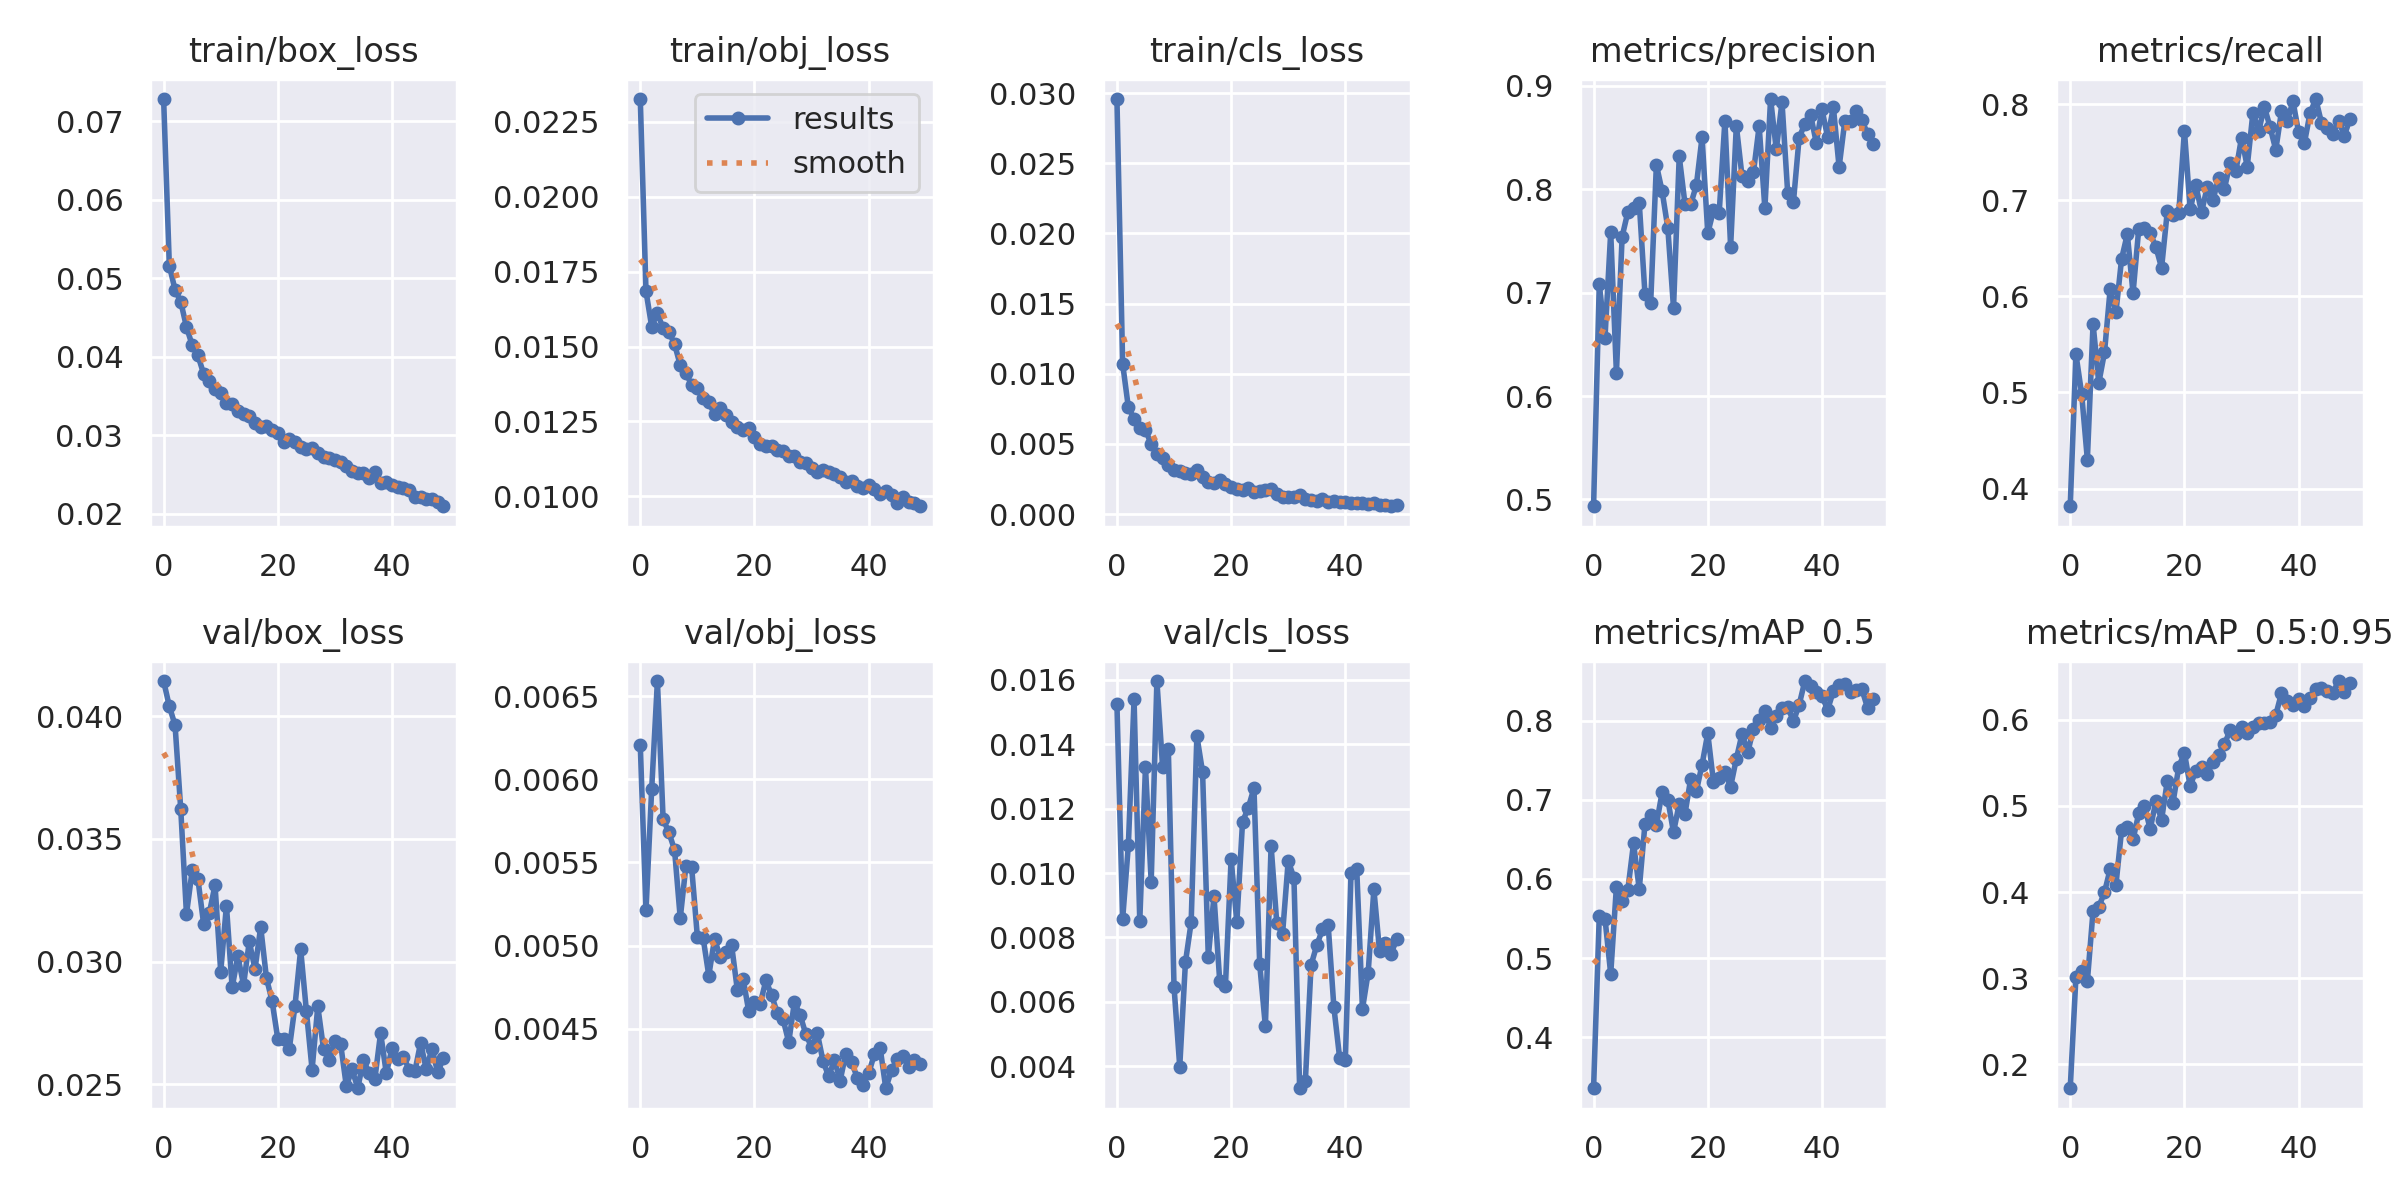 train/box_loss
train/obj_loss
train/cls_loss
metrics/precision
metrics/recall
0.07
0.06
0.05
0.04
0.03
0.02
0 20 40
results
smooth
0.0225
0.0200
0.0175
0.0150
0.0125
0.0100
0 20 40
0.030
0.025
0.020
0.015
0.010
0.005
0.000
0 20 40
0.9
0.8
0.7
0.6
0.5
0 20 40
0.8
0.7
0.6
0.5
0.4
0 20 40
val/box_loss
val/obj_loss
val/cls_loss
metrics/mAP_0.5
metrics/mAP_0.5:0.95
0.040
0.035
0.030
0.025
0 20 40
0.0065
0.0060
0.0055
0.0050
0.0045
0 20 40
0.016
0.014
0.012
0.010
0.008
0.006
0.004
0 20 40
0.8
0.7
0.6
0.5
0.4
0 20 40
0.6
0.5
0.4
0.3
0.2
0 20 40